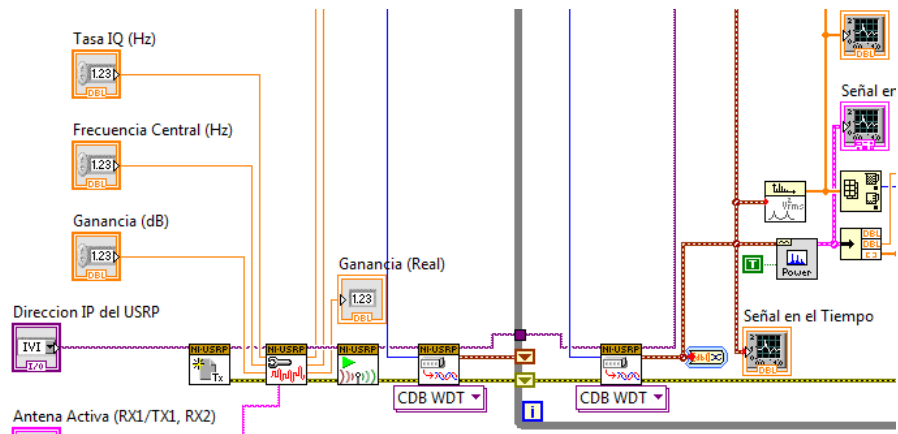 Tasa IQ (Hz)
1.23
DBL
Frecuencia Central (Hz)
1.23
DBL
Ganancia (dB)
1.23
DBL
Ganancia (Real)
1.23
DBL
Direccion IP del USRP
IVI
I/O
NI-USRP
Tx
NI-USRP
NI-USRP
NI-USRP
CDB WDT
NI-USRP
CDB WDT
i
Antena Activa (RX1/TX1, RX2)
DBL
Señal en
Vrms
DBL
DBL
T
Power
Señal en el Tiempo
DBL